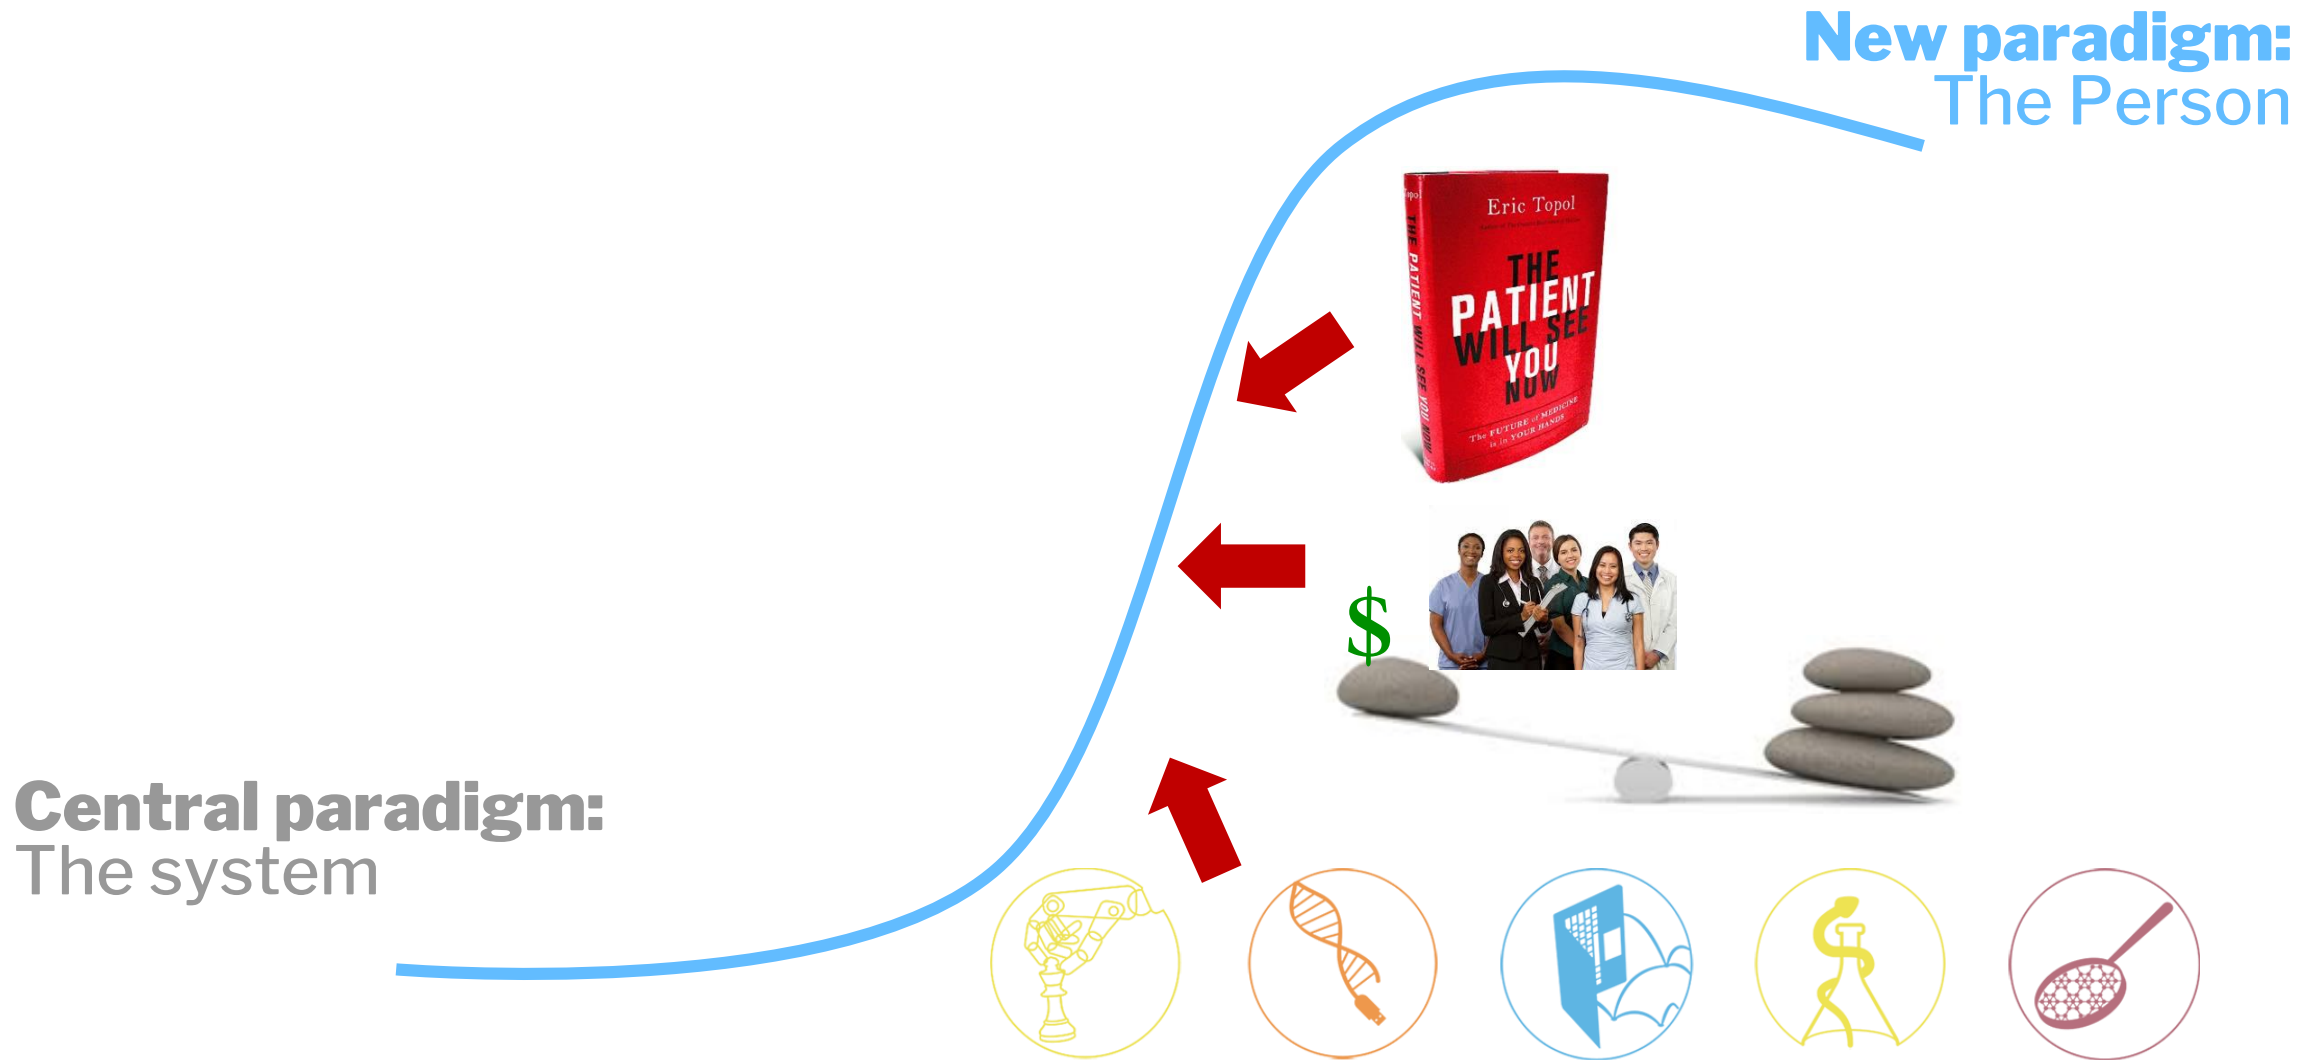 New paradigm:
The Person
Eric Topol
THE
PATIENT
WILL SEE
YOU
NOW
The FUTURE of MEDICINE
is in YOUR HANDS
THE PATIENT WILL SEE YOU NOW
$
Central paradigm:
The system